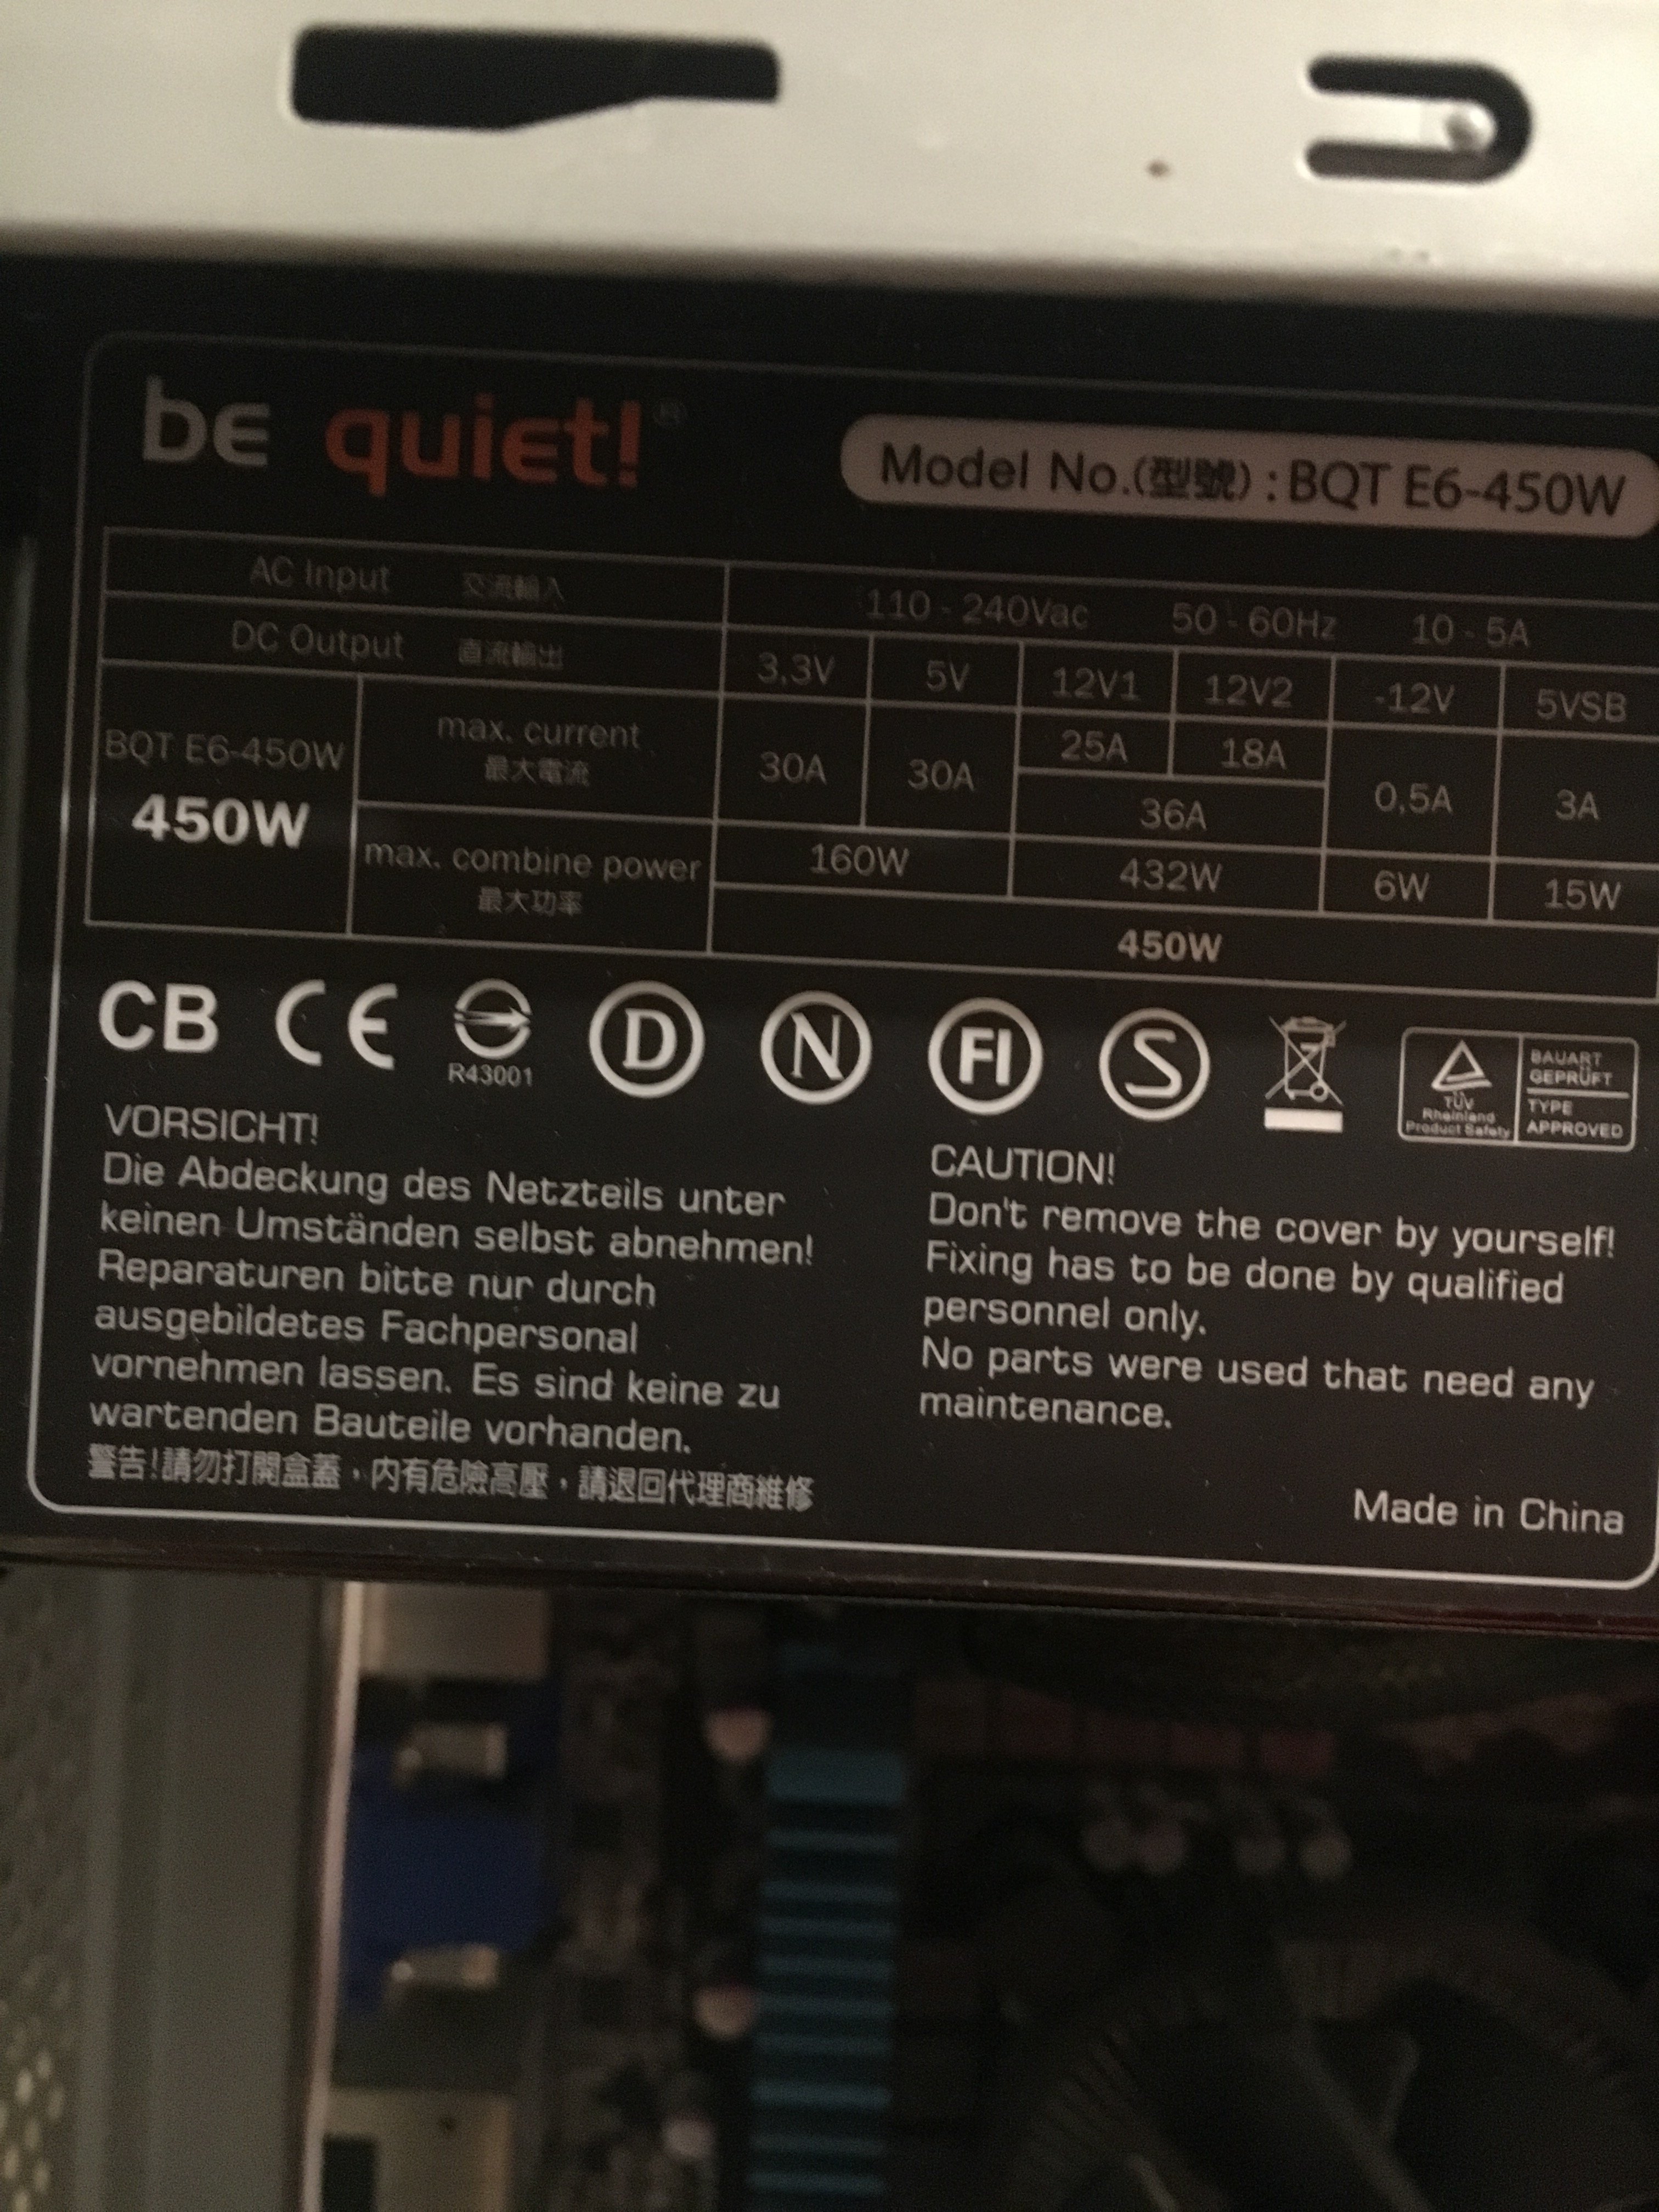 be quiet!®
Model No.(型號) : BQT E6-450W
AC Input 交流輸入 110 - 240Vac 50 - 60Hz 10 - 5A
DC Output 直流輸出 3.3V 5V 12V1 12V2 -12V 5VSB
BQT E6-450W
450W
max. current
最大電流
30A 30A 25A 18A 0,5A 3A
36A
max. combine power
最大功率
160W 432W 6W 15W
450W
CB CE R43001 D N FI S
TÜV
Rheinland
Product Safety
BAUART
GEPRÜFT
TYPE
APPROVED
VORSICHT!
Die Abdeckung des Netzteils unter
keinen Umständen selbst abnehmen!
Reparaturen bitte nur durch
ausgebildetes Fachpersonal
vornehmen lassen. Es sind keine zu
wartenden Bauteile vorhanden.
警告!請勿打開盒蓋，內有危險高壓，請退回代理商維修
CAUTION!
Don't remove the cover by yourself!
Fixing has to be done by qualified
personnel only.
No parts were used that need any
maintenance.
Made in China